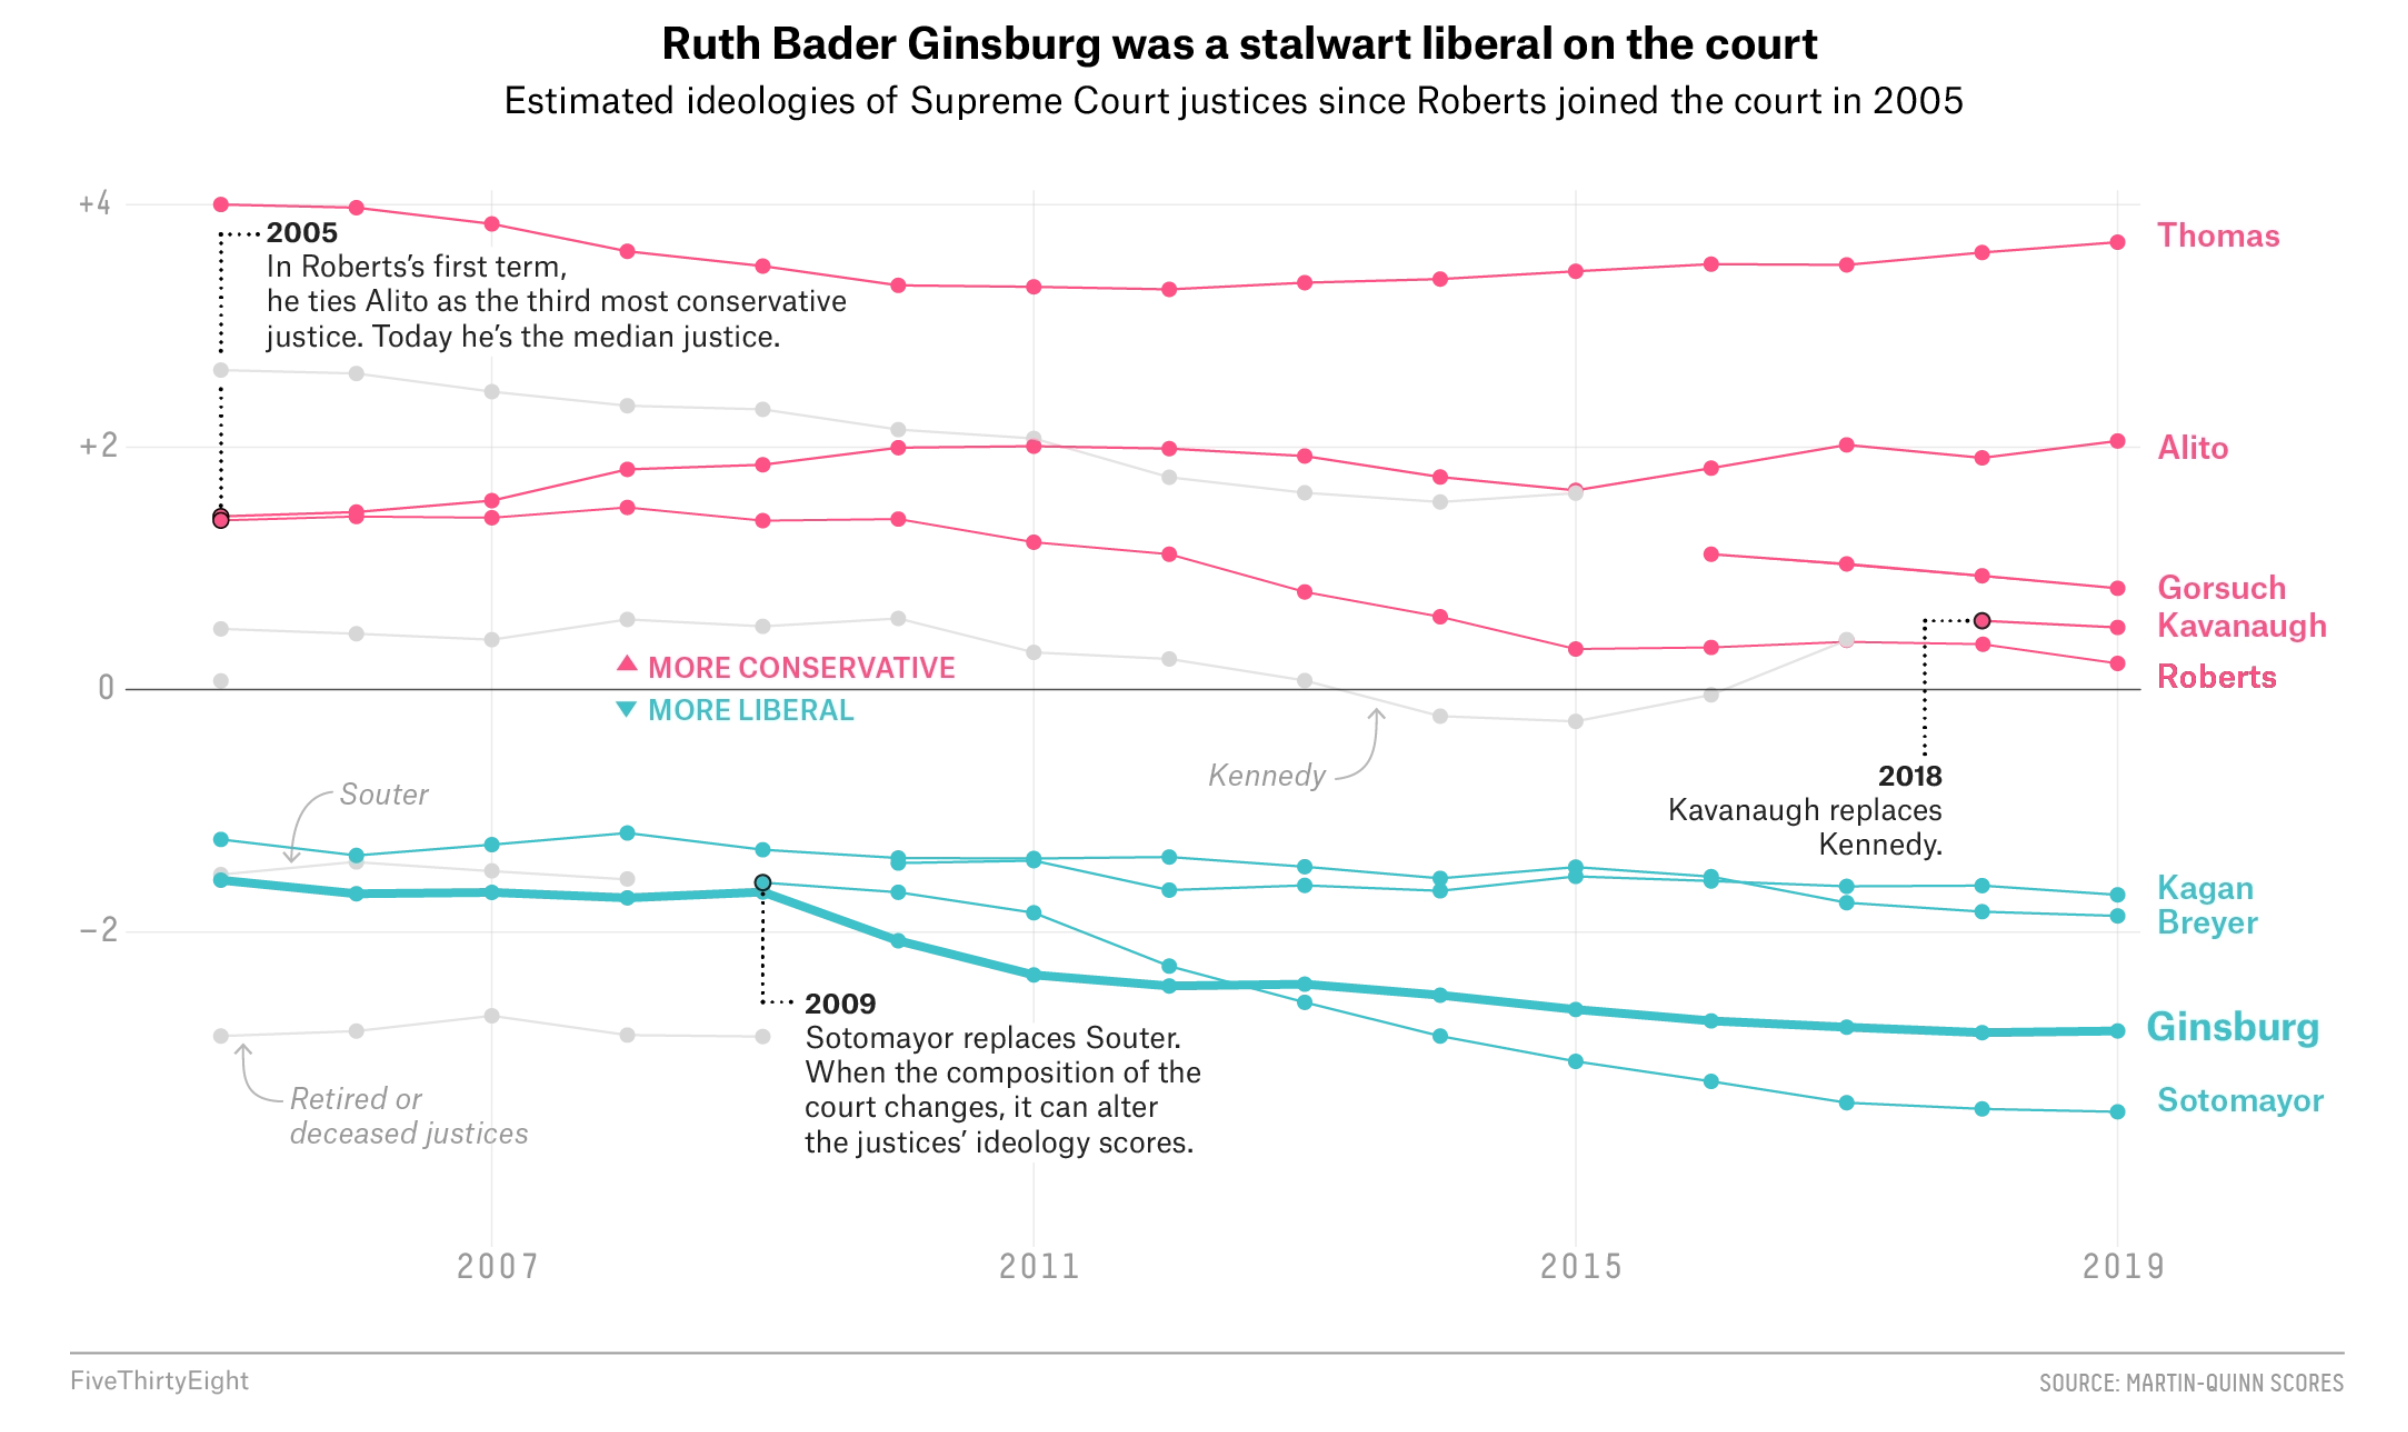 Ruth Bader Ginsburg was a stalwart liberal on the court
Estimated ideologies of Supreme Court justices since Roberts joined the court in 2005
+4
2005
In Roberts’s first term,
he ties Alito as the third most conservative
justice. Today he’s the median justice.
Thomas
+2
Alito
Gorsuch
Kavanaugh
Roberts
0
▲ MORE CONSERVATIVE
▼ MORE LIBERAL
Kennedy
2018
Kavanaugh replaces
Kennedy.
Souter
Kagan
Breyer
−2
2009
Sotomayor replaces Souter.
When the composition of the
court changes, it can alter
the justices’ ideology scores.
Ginsburg
Sotomayor
Retired or
deceased justices
2007
2011
2015
2019
FiveThirtyEight
SOURCE: MARTIN-QUINN SCORES